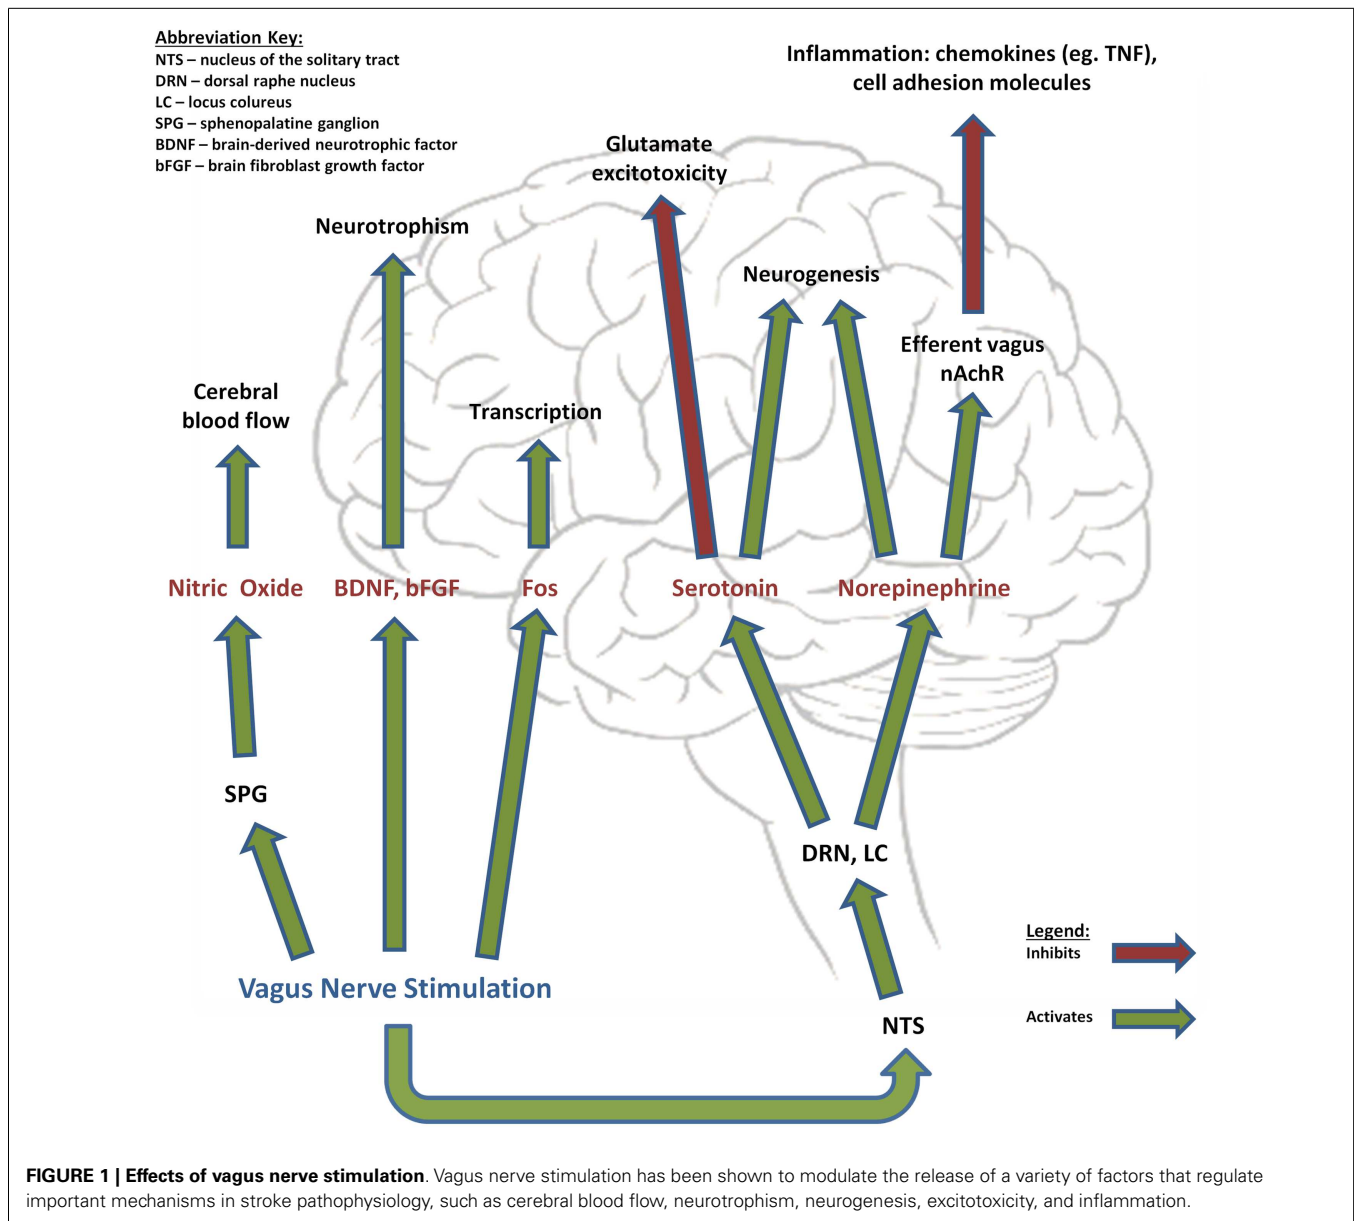 Abbreviation Key:
NTS – nucleus of the solitary tract
DRN – dorsal raphe nucleus
LC – locus colureus
SPG – sphenopalatine ganglion
BDNF – brain-derived neurotrophic factor
bFGF – brain fibroblast growth factor
Inflammation: chemokines (eg. TNF),
cell adhesion molecules
Glutamate
excitotoxicity
Neurotrophism
Neurogenesis
Efferent vagus
nAchR
Cerebral
blood flow
Transcription
Nitric Oxide
BDNF, bFGF
Fos
Serotonin
Norepinephrine
SPG
DRN, LC
Vagus Nerve Stimulation
NTS
Legend:
Inhibits
Activates
FIGURE 1 | Effects of vagus nerve stimulation. Vagus nerve stimulation has been shown to modulate the release of a variety of factors that regulate
important mechanisms in stroke pathophysiology, such as cerebral blood flow, neurotrophism, neurogenesis, excitotoxicity, and inflammation.